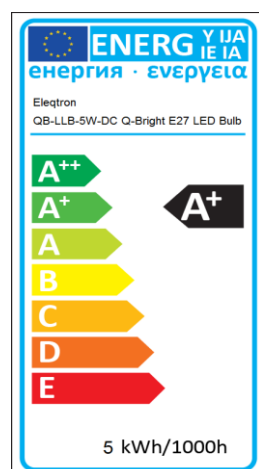 ENERG Y IJA
IE IA
енергия · ενεργεια
Eleqtron
QB-LLB-5W-DC Q-Bright E27 LED Bulb
A++
A+
A+
A
B
C
D
E
5 kWh/1000h